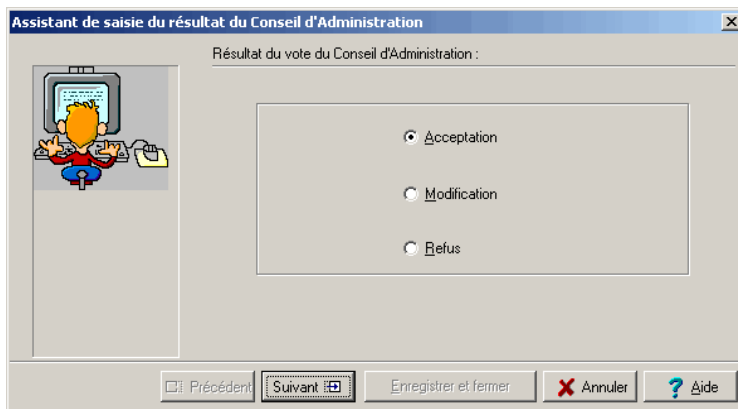 Assistant de saisie du résultat du Conseil d'Administration
Résultat du vote du Conseil d'Administration :
Acceptation
Modification
Refus
Précédent Suivant Enregistrer et fermer Annuler Aide